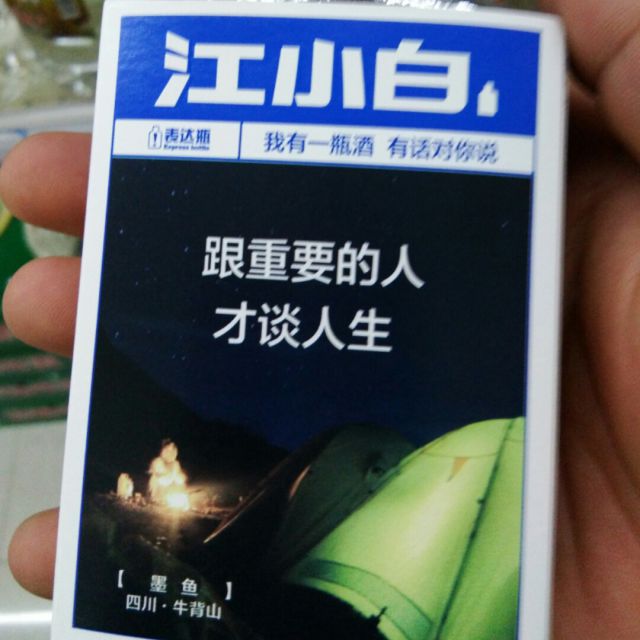 江小白
表达瓶 我有一瓶酒 有话对你说
Express bottle
跟重要的人
才谈人生
【墨鱼】
四川·牛背山